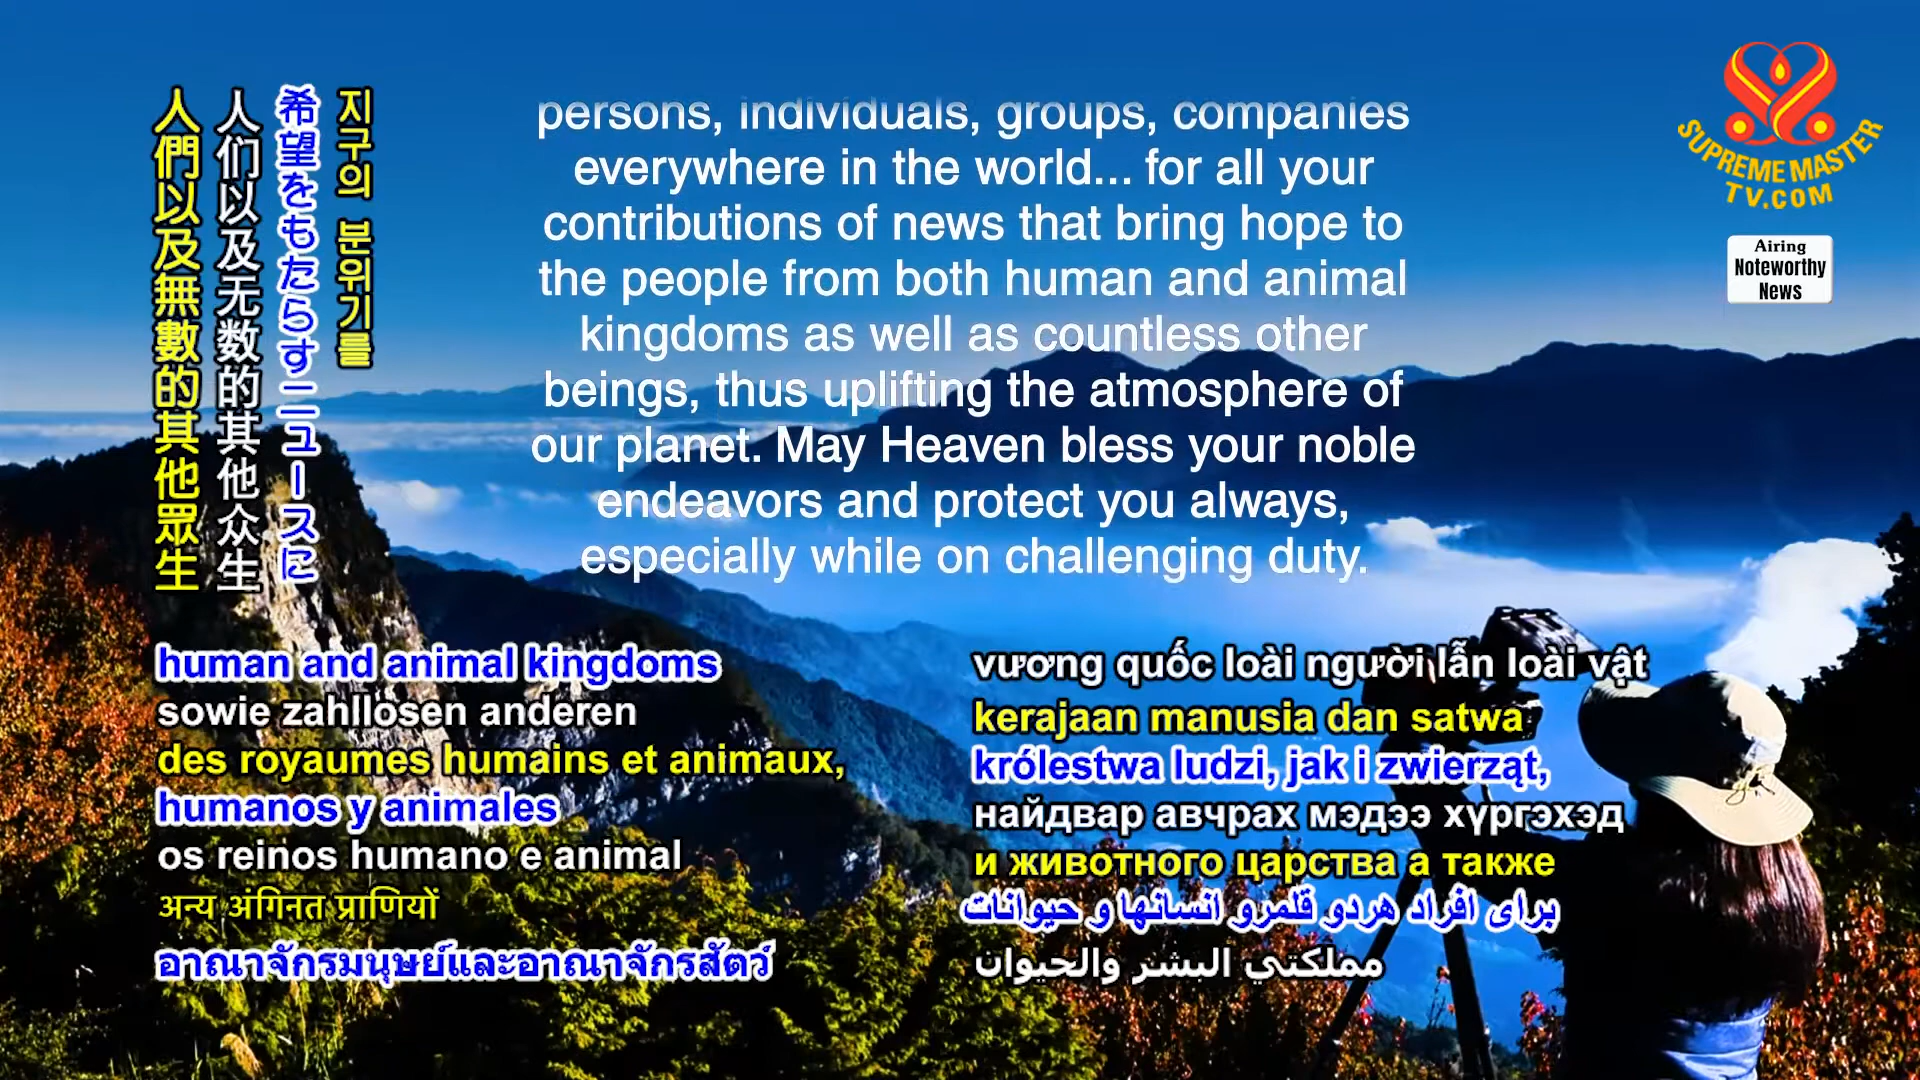 人們以及無數的其他眾生
人们以及无数的其他众生
希望をもたらすニュースに
지구의 분위기를
persons, individuals, groups, companies
everywhere in the world... for all your
contributions of news that bring hope to
the people from both human and animal
kingdoms as well as countless other
beings, thus uplifting the atmosphere of
our planet. May Heaven bless your noble
endeavors and protect you always,
especially while on challenging duty.
SUPREME MASTER
TV.COM
Airing
Noteworthy
News
human and animal kingdoms
sowie zahllosen anderen
des royaumes humains et animaux,
humanos y animales
os reinos humano e animal
अन्य अंगिनत प्राणियों
อาณาจักรมนุษย์และอาณาจักรสัตว์
vương quốc loài người lẫn loài vật
kerajaan manusia dan satwa
królestwa ludzi, jak i zwierząt,
найдвар авчрах мэдээ хүргэхэд
и животного царства а также
برای افراد هردو قلمرو انسانها و حیوانات
مملكتي البشر والحيوان